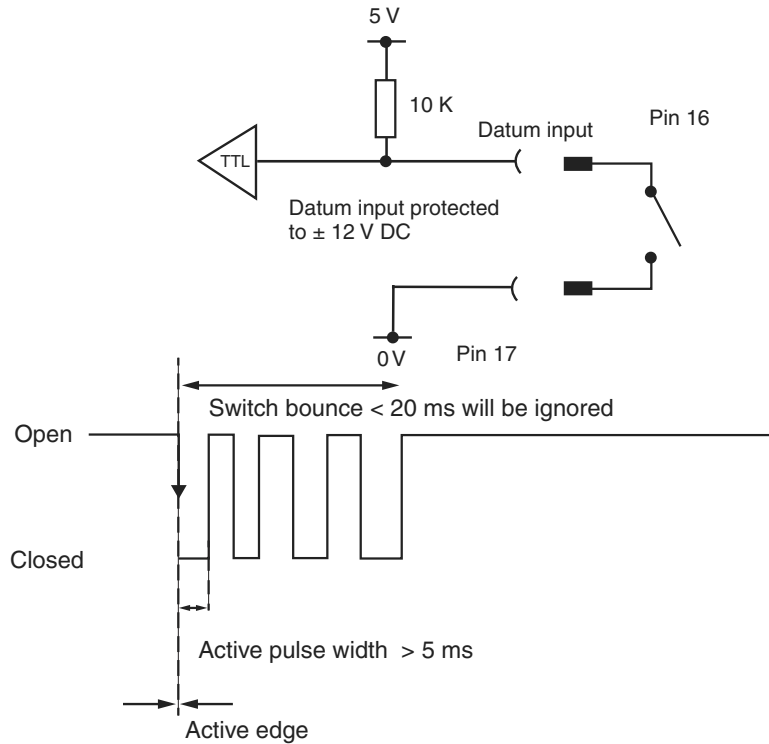 5 V
10 K
Pin 16
Datum input
TTL
Datum input protected
to ± 12 V DC
0 V
Pin 17
Switch bounce < 20 ms will be ignored
Open
Closed
Active pulse width > 5 ms
Active edge